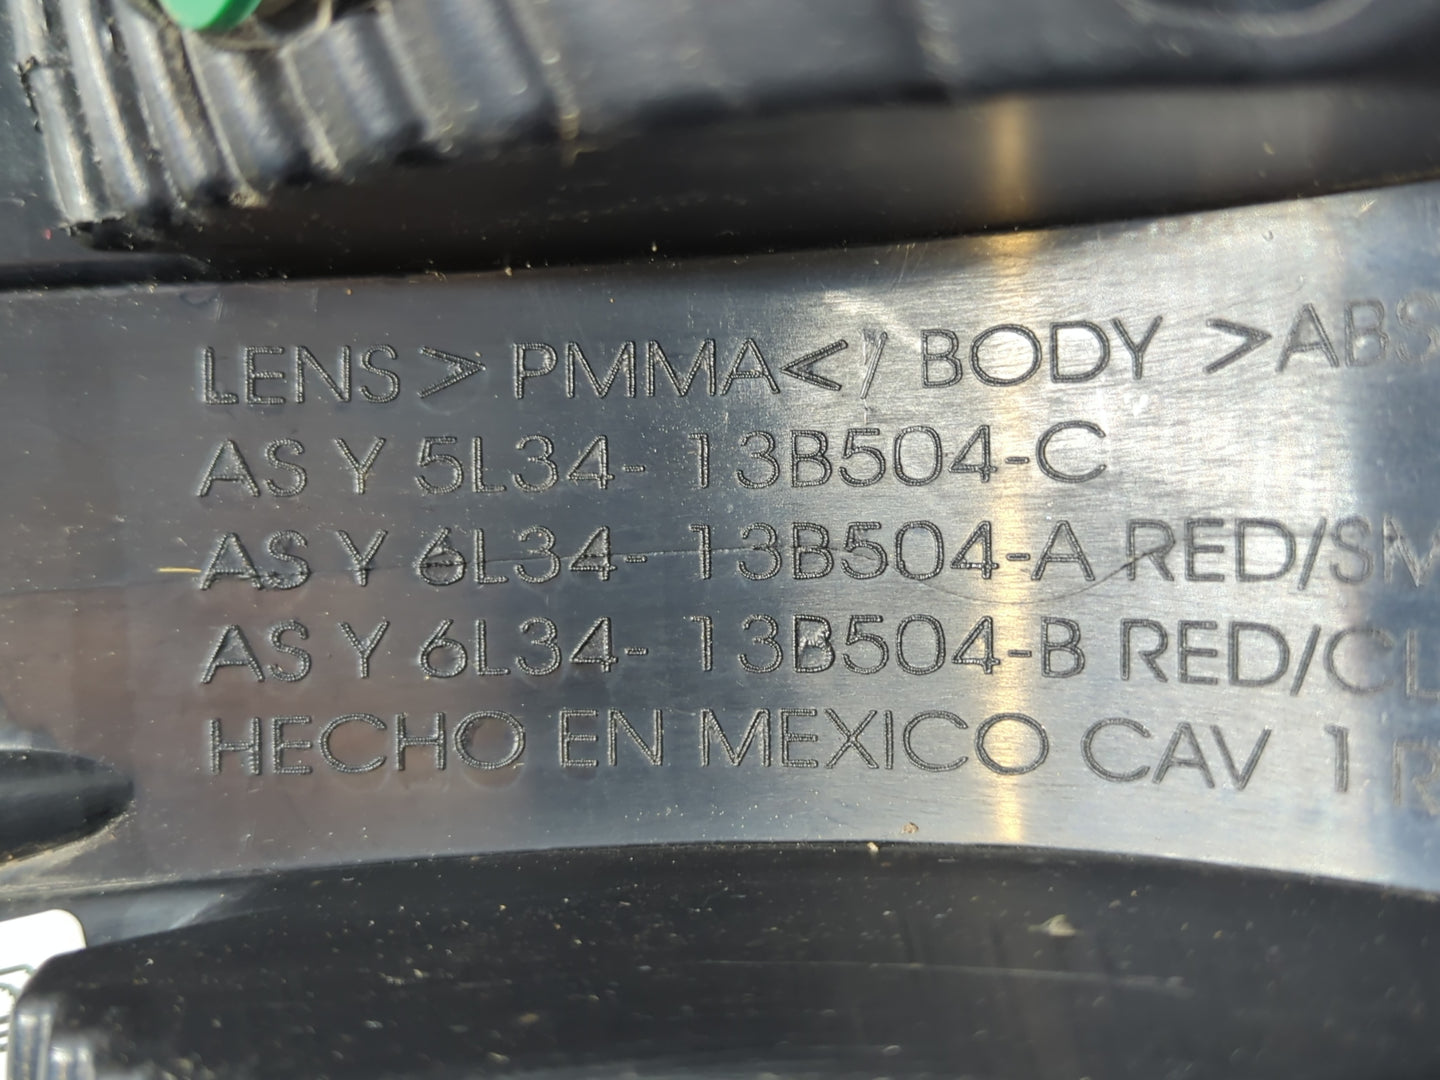 LENS > PMMA< / BODY >ABS
AS Y 5L34- 13B504-C
AS Y 6L34- 13B504-A RED/SM
AS Y 6L34- 13B504-B RED/CL
HECHO EN MEXICO CAV 1 R